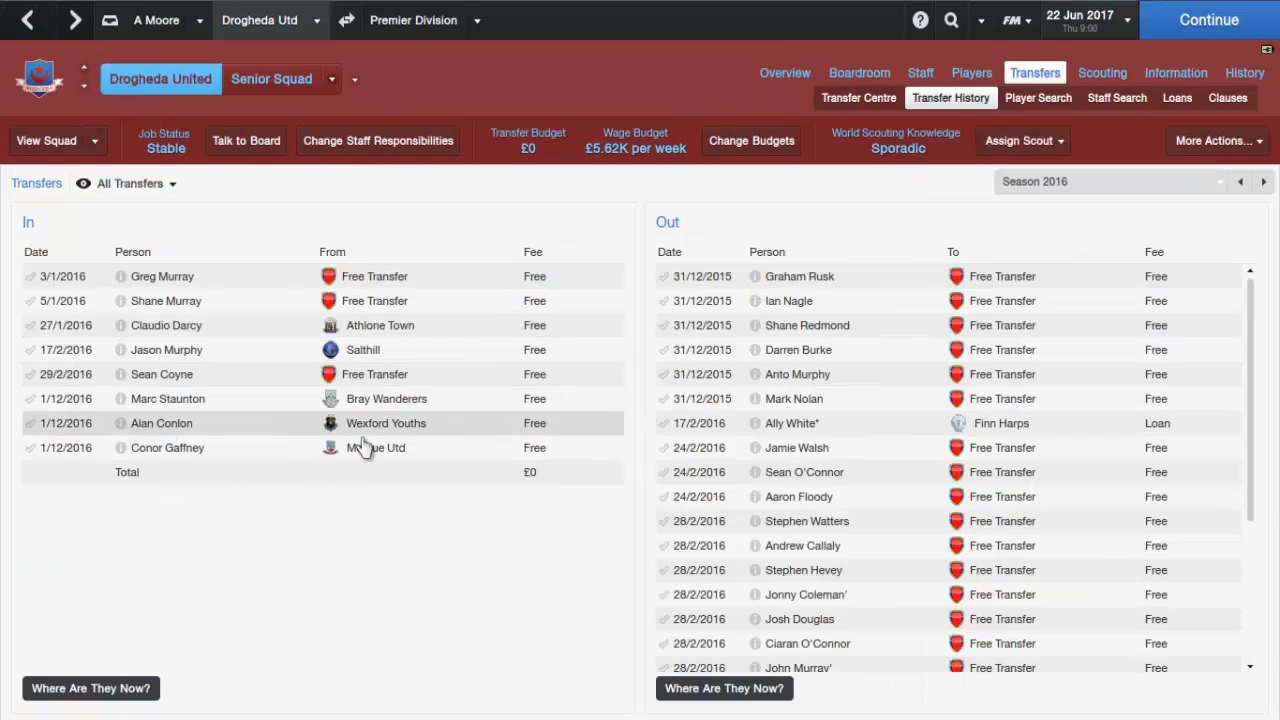 A Moore Drogheda Utd Premier Division FM 22 Jun 2017 Thu 9:00 Continue
Drogheda United Senior Squad
Overview Boardroom Staff Players Transfers Scouting Information History
Transfer Centre Transfer History Player Search Staff Search Loans Clauses
View Squad Job Status Stable Talk to Board Change Staff Responsibilities Transfer Budget £0 Wage Budget £5.62K per week Change Budgets World Scouting Knowledge Sporadic Assign Scout More Actions...
Transfers All Transfers Season 2016
In
Date Person From Fee
3/1/2016 Greg Murray Free Transfer Free
5/1/2016 Shane Murray Free Transfer Free
27/1/2016 Claudio Darcy Athlone Town Free
17/2/2016 Jason Murphy Salthill Free
29/2/2016 Sean Coyne Free Transfer Free
1/12/2016 Marc Staunton Bray Wanderers Free
1/12/2016 Alan Conlon Wexford Youths Free
1/12/2016 Conor Gaffney Utd Free
Total £0
Where Are They Now?
Out
Date Person To Fee
31/12/2015 Graham Rusk Free Transfer Free
31/12/2015 Ian Nagle Free Transfer Free
31/12/2015 Shane Redmond Free Transfer Free
31/12/2015 Darren Burke Free Transfer Free
31/12/2015 Anto Murphy Free Transfer Free
31/12/2015 Mark Nolan Free Transfer Free
17/2/2016 Ally White* Finn Harps Loan
24/2/2016 Jamie Walsh Free Transfer Free
24/2/2016 Sean O'Connor Free Transfer Free
24/2/2016 Aaron Floody Free Transfer Free
28/2/2016 Stephen Watters Free Transfer Free
28/2/2016 Andrew Callaly Free Transfer Free
28/2/2016 Stephen Hevey Free Transfer Free
28/2/2016 Jonny Coleman' Free Transfer Free
28/2/2016 Josh Douglas Free Transfer Free
28/2/2016 Ciaran O'Connor Free Transfer Free
28/2/2016 John Murray' Free Transfer Free
Where Are They Now?